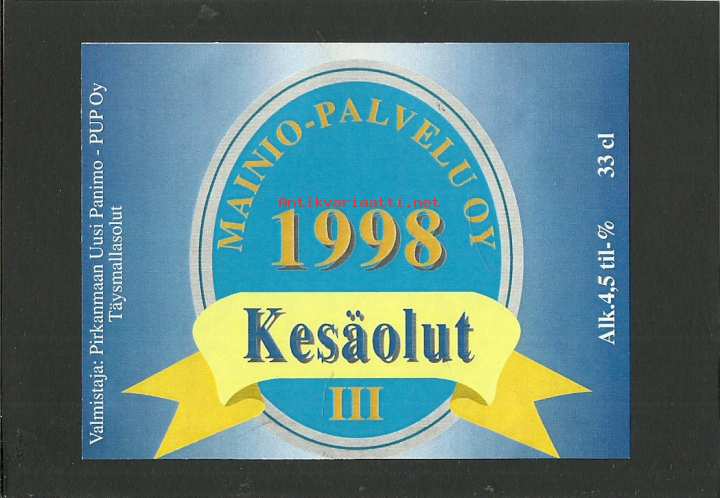 MAINIO-PALVELU OY
Antikvariaatti.net
1998
Kesäolut
III
Valmistaja: Pirkanmaan Uusi Panimo - PUP Oy
Täysmallasolut
Alk.4,5 til-% 33 cl